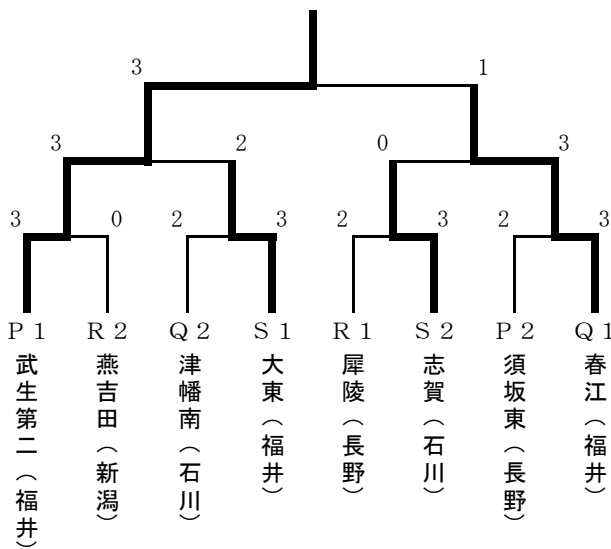 3 1
3 2 0 3
3 0 2 3 2 3 2 3
P1 R2 Q2 S1 R1 S2 P2 Q1
武生第二(福井)
燕吉田(新潟)
津幡南(石川)
大東(福井)
犀陵(長野)
志賀(石川)
須坂東(長野)
春江(福井)